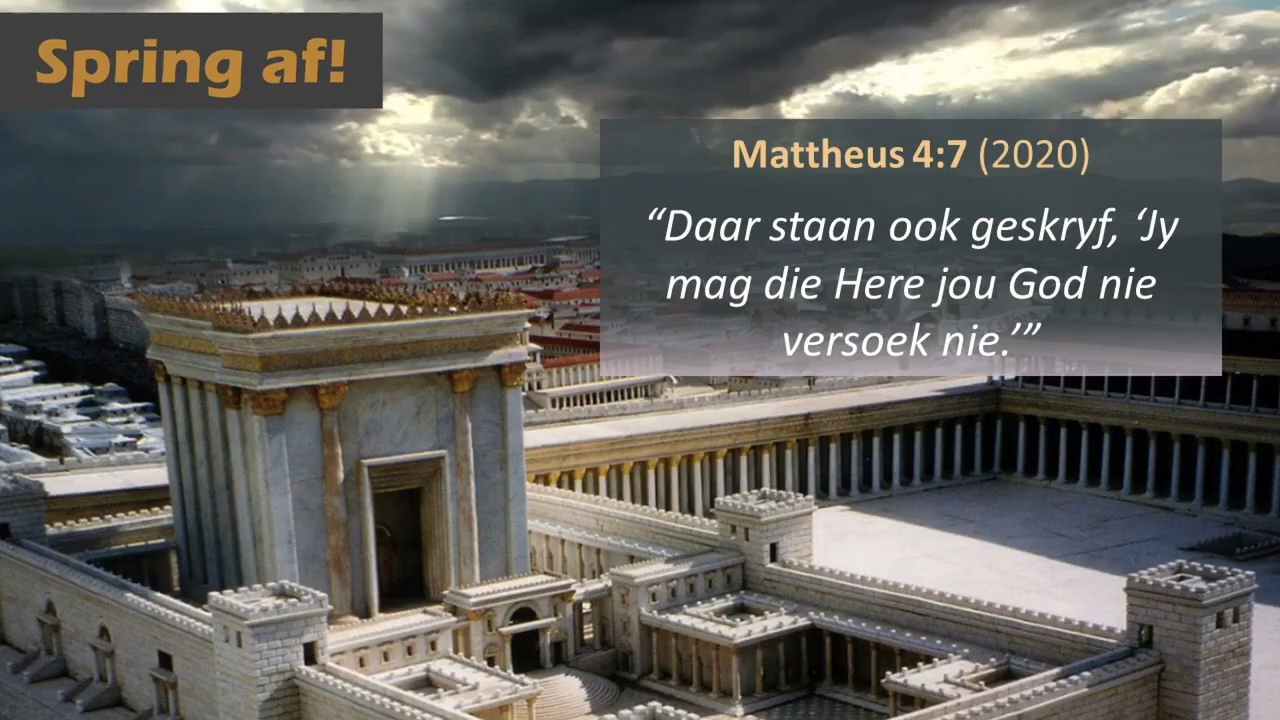 Spring af!
Mattheus 4:7 (2020)
“Daar staan ook geskryf, ‘Jy
mag die Here jou God nie
versoek nie.’”